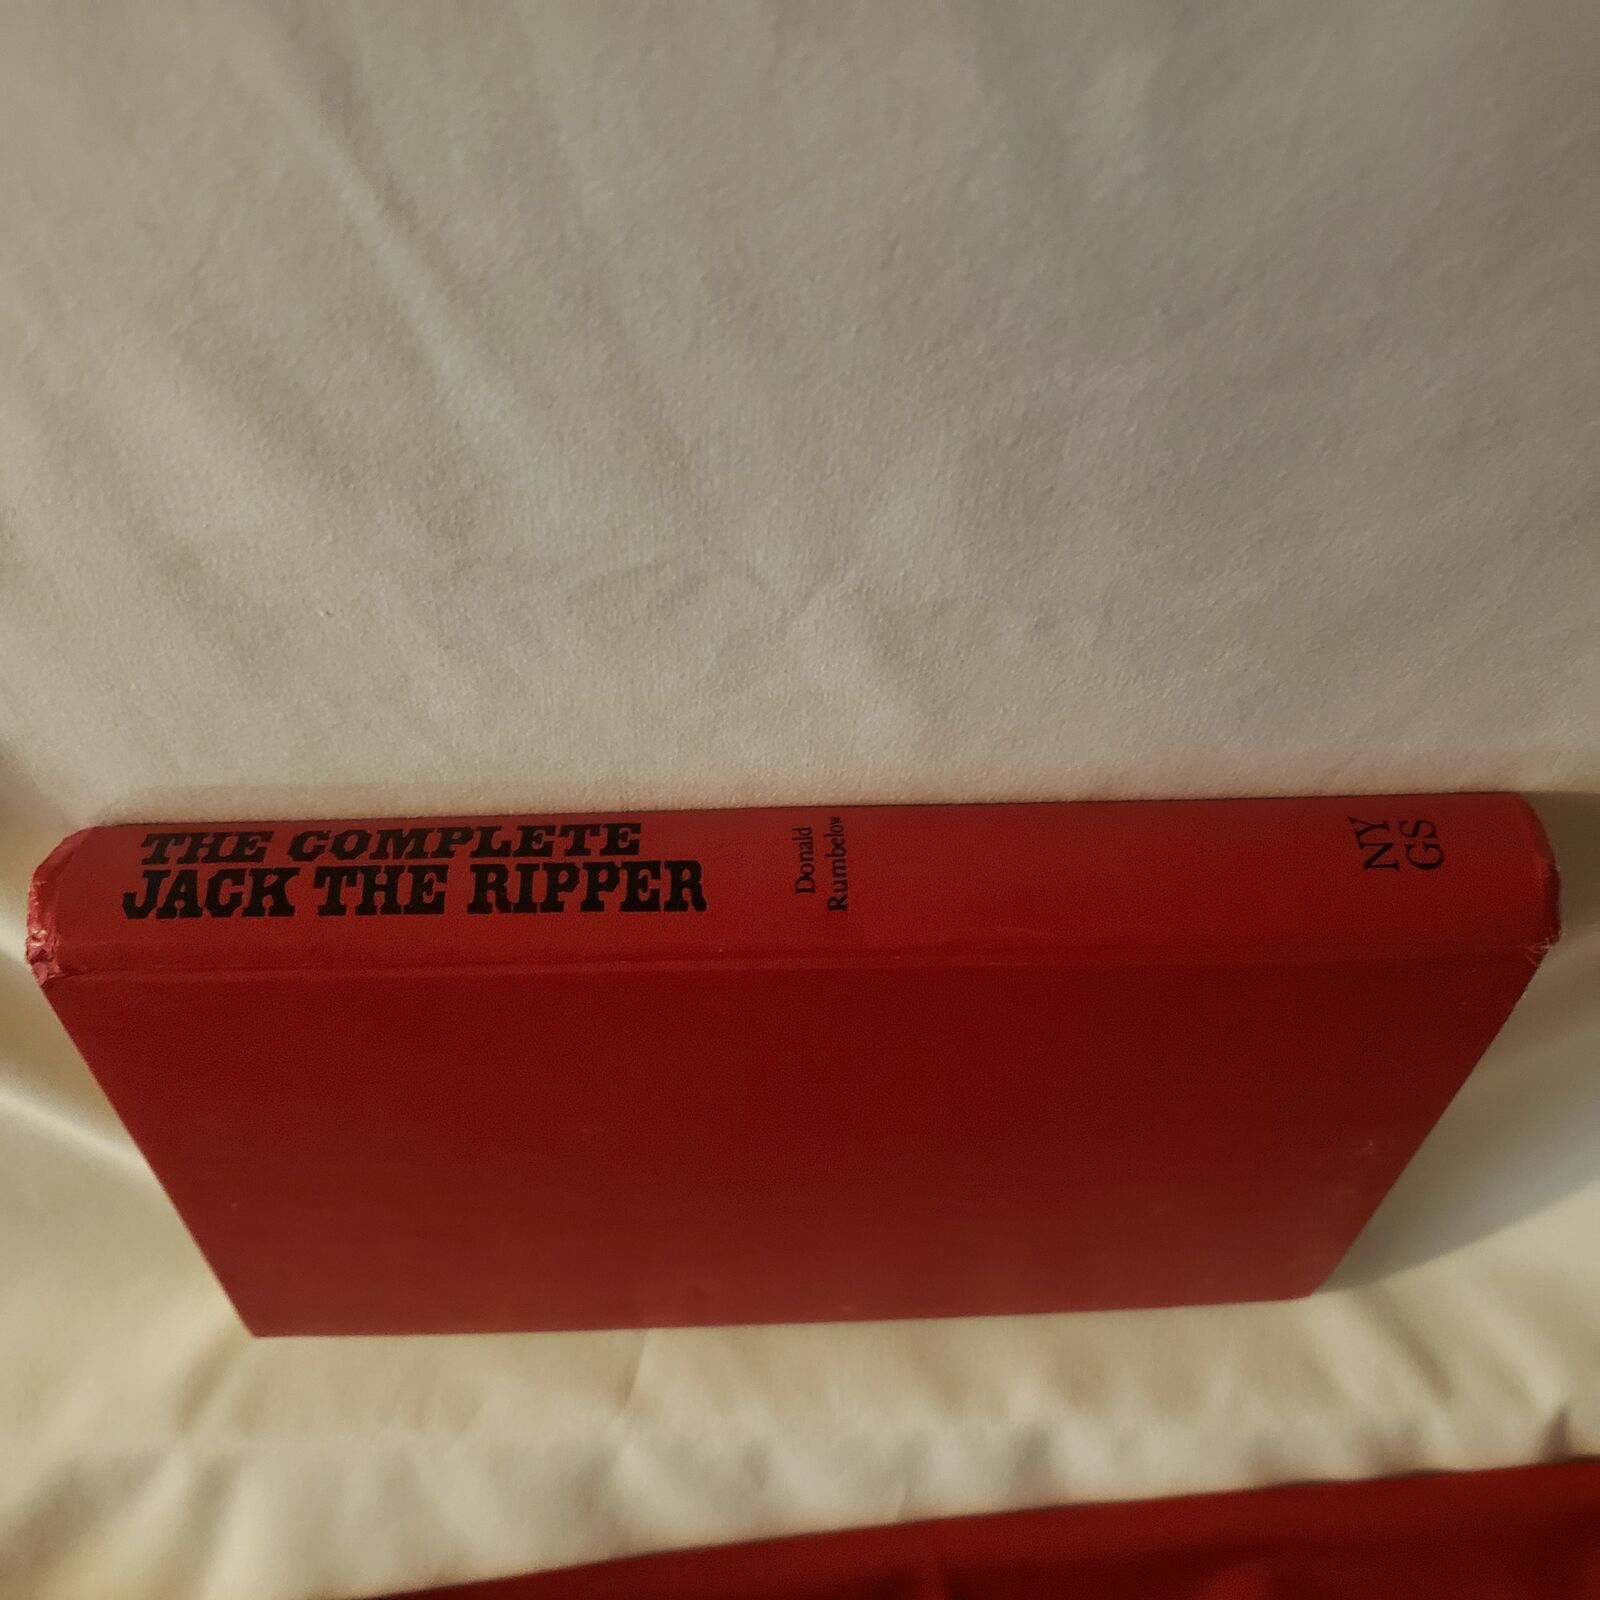 THE COMPLETE
JACK THE RIPPER
Donald
Rumbelow
NY
GS